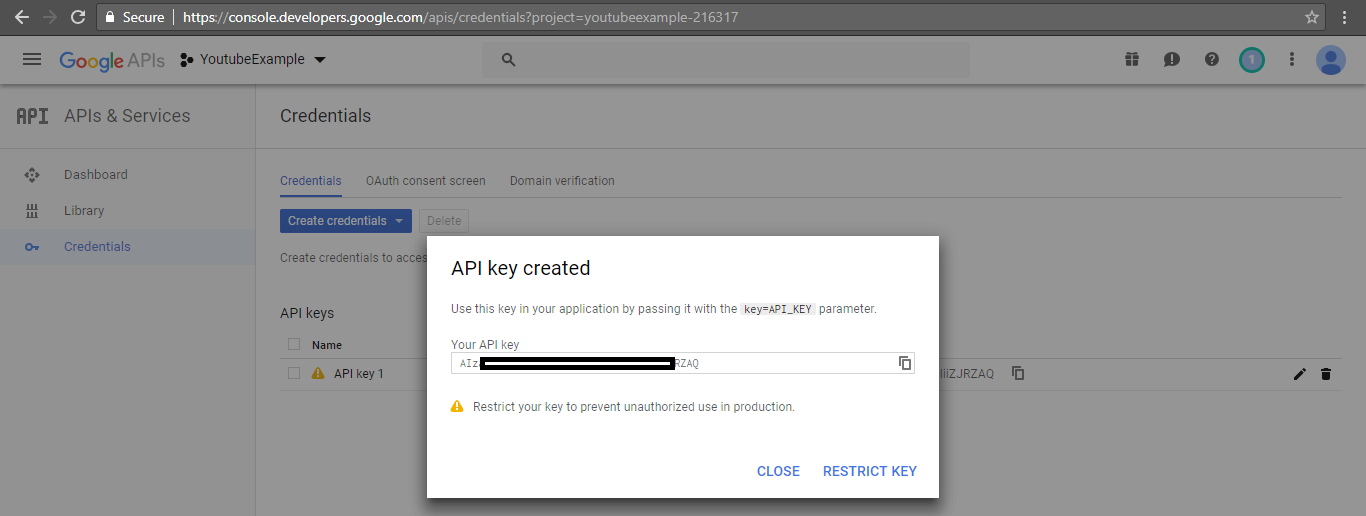 Secure https://console.developers.google.com/apis/credentials?project=youtubeexample-216317
Google APIs YoutubeExample 1
API APIs & Services Credentials
Dashboard
Library
Credentials
Credentials OAuth consent screen Domain verification
Create credentials Delete
Create credentials to acces
API keys
Name
API key 1
API key created
Use this key in your application by passing it with the key=API_KEY parameter.
Your API key
AIz RZAQ
Restrict your key to prevent unauthorized use in production.
CLOSE RESTRICT KEY